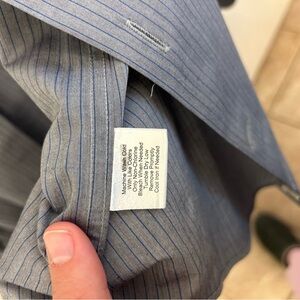 Machine Wash Cold
With Like Colors
Only Non-Chlorine
Bleach When Needed
Tumble Dry Low
Remove Promptly
Cool Iron If Needed